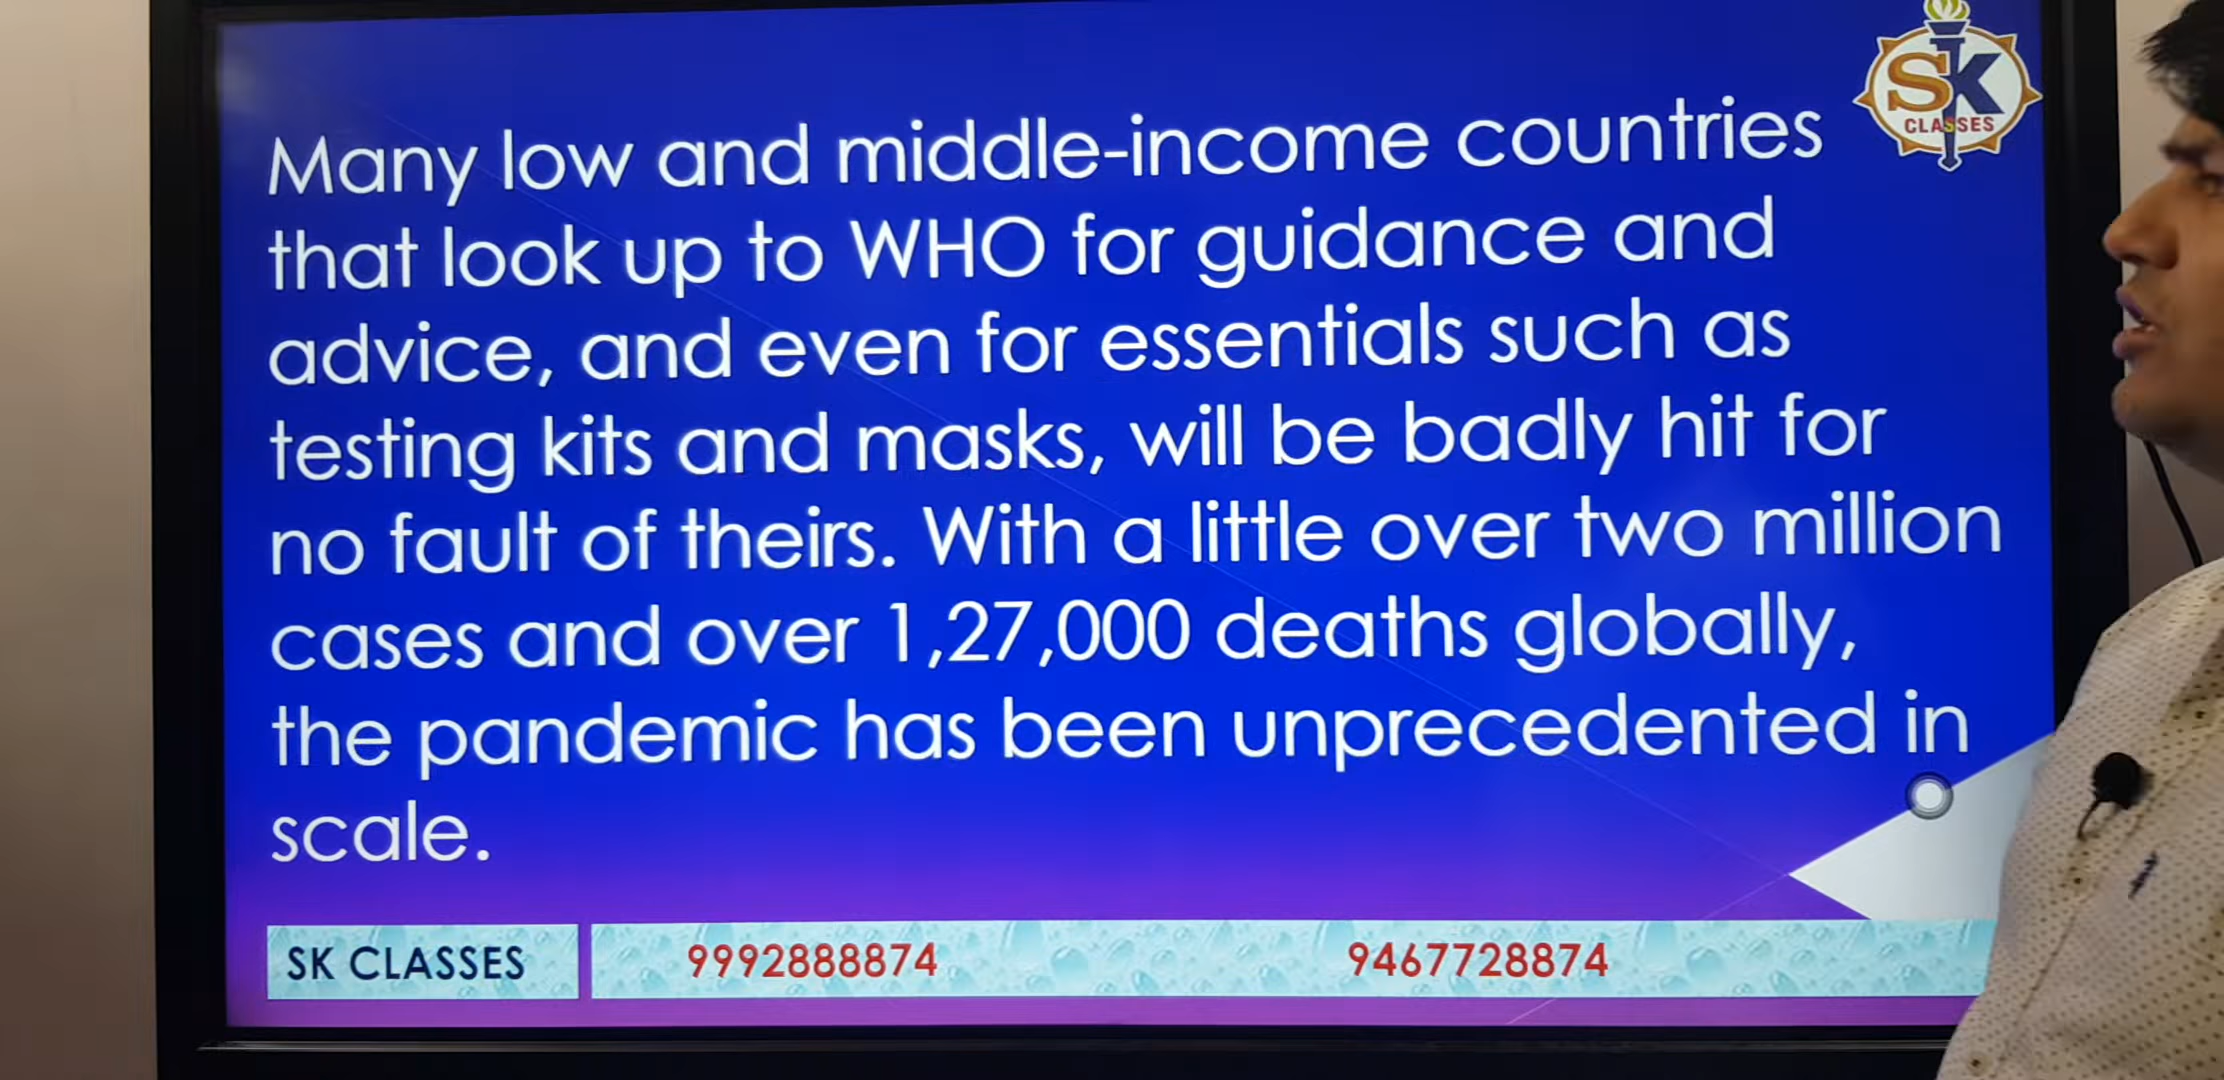 SK
CLASSES
Many low and middle-income countries
that look up to WHO for guidance and
advice, and even for essentials such as
testing kits and masks, will be badly hit for
no fault of theirs. With a little over two million
cases and over 1,27,000 deaths globally,
the pandemic has been unprecedented in
scale.
SK CLASSES 9992888874 9467728874